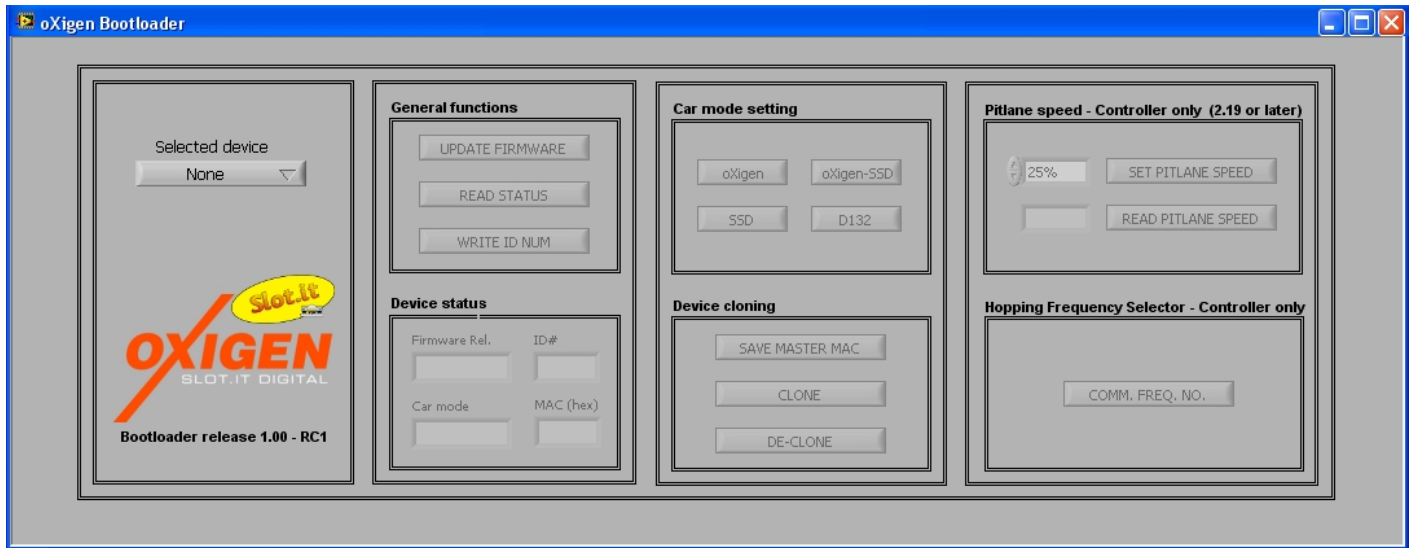 oXigen Bootloader
Selected device
None
Slot.it
OXIGEN
SLOT.IT DIGITAL
Bootloader release 1.00 - RC1
General functions
UPDATE FIRMWARE
READ STATUS
WRITE ID NUM
Device status
Firmware Rel. ID#
Car mode MAC (hex)
Car mode setting
oXigen oXigen-SSD
SSD D132
Device cloning
SAVE MASTER MAC
CLONE
DE-CLONE
Pitlane speed - Controller only (2.19 or later)
25% SET PITLANE SPEED
READ PITLANE SPEED
Hopping Frequency Selector - Controller only
COMM. FREQ. NO.